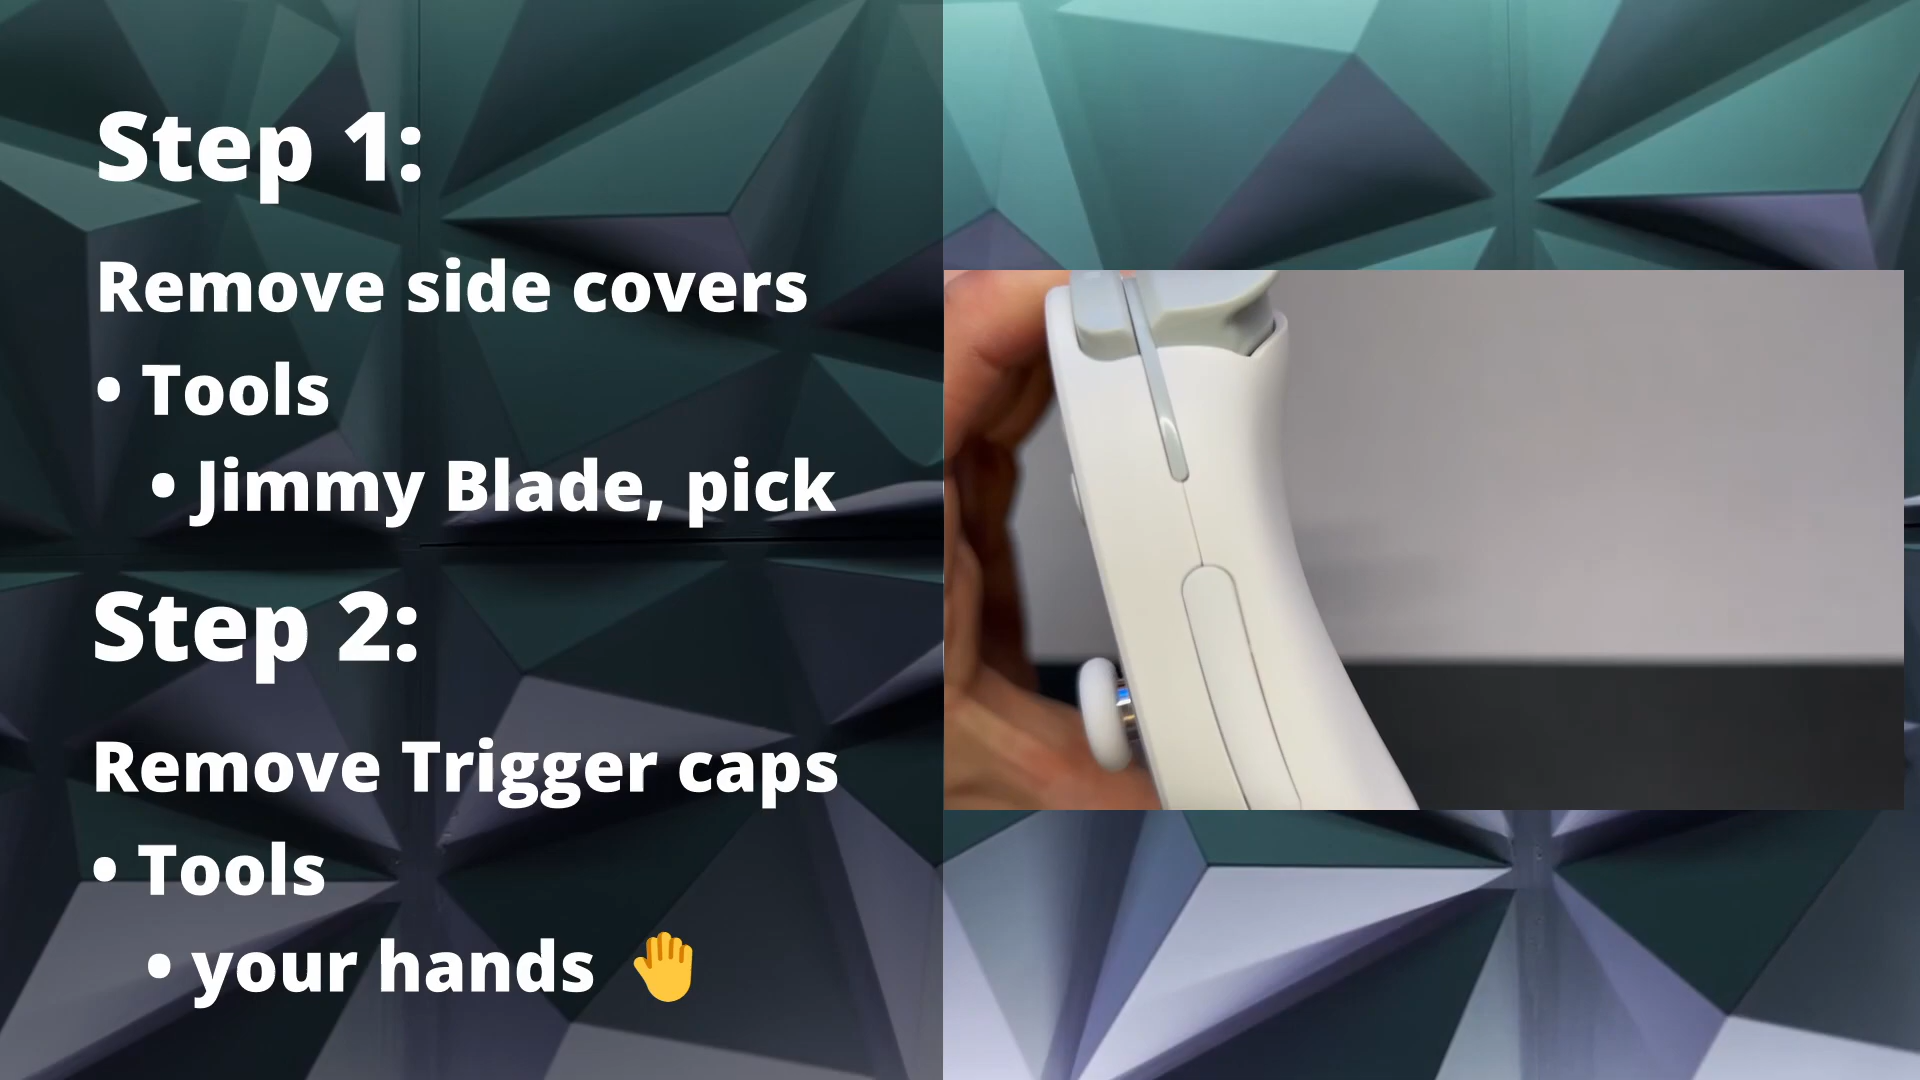 Step 1:
Remove side covers
• Tools
• Jimmy Blade, pick
Step 2:
Remove Trigger caps
• Tools
• your hands 🤚